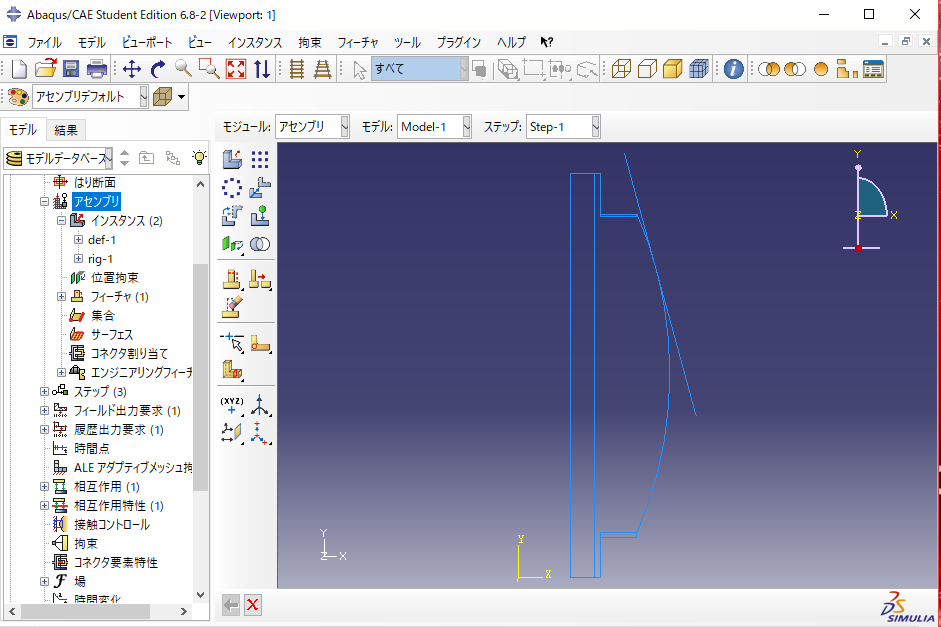 Abaqus/CAE Student Edition 6.8-2 [Viewport: 1]
ファイル モデル ビューポート ビュー インスタンス 拘束 フィーチャ ツール プラグイン ヘルプ
すべて
アセンブリデフォルト
モデル 結果
モジュール: アセンブリ モデル: Model-1 ステップ: Step-1
モデルデータベース
はり断面
アセンブリ
インスタンス (2)
def-1
rig-1
位置拘束
フィーチャ (1)
集合
サーフェス
コネクタ割り当て
エンジニアリングフィーチ
ステップ (3)
フィールド出力要求 (1)
履歴出力要求 (1)
時間点
ALE アダプティブメッシュ拘
相互作用 (1)
相互作用特性 (1)
接触コントロール
拘束
コネクタ要素特性
場
時間変化
(XYZ)
Y
Z X
Y
X
Y
Z X
SIMULIA